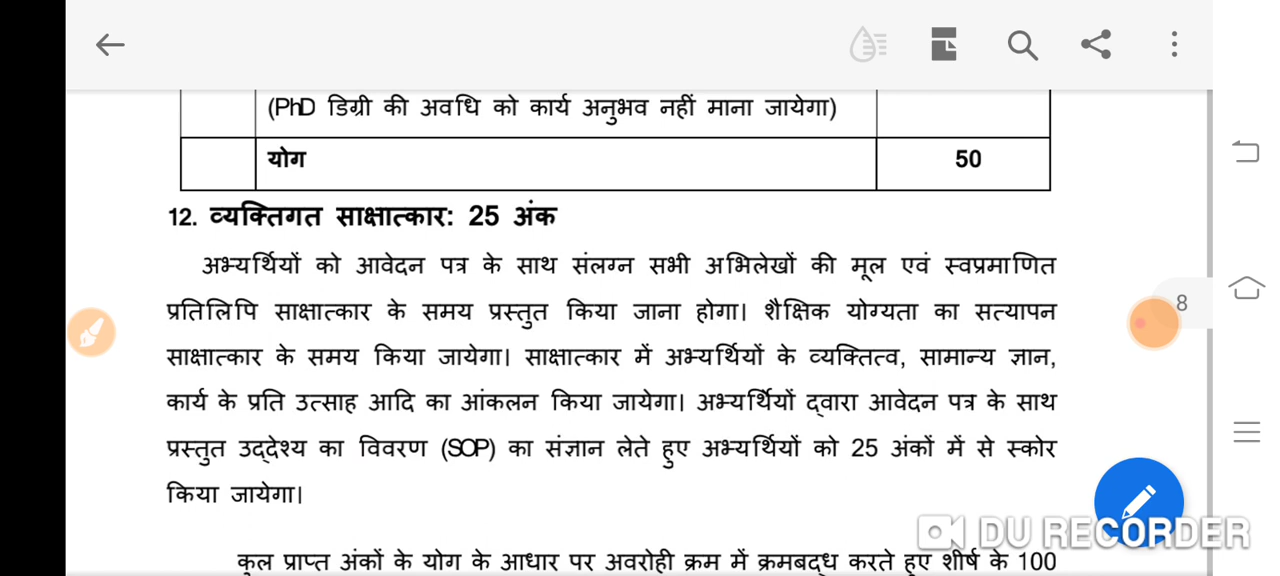 (PhD डिग्री की अवधि को कार्य अनुभव नहीं माना जायेगा)
योग 50
12. व्यक्तिगत साक्षात्कार: 25 अंक
अभ्यर्थियों को आवेदन पत्र के साथ संलग्न सभी अभिलेखों की मूल एवं स्वप्रमाणित
प्रतिलिपि साक्षात्कार के समय प्रस्तुत किया जाना होगा। शैक्षिक योग्यता का सत्यापन
साक्षात्कार के समय किया जायेगा। साक्षात्कार में अभ्यर्थियों के व्यक्तित्व, सामान्य ज्ञान,
कार्य के प्रति उत्साह आदि का आंकलन किया जायेगा। अभ्यर्थियों द्वारा आवेदन पत्र के साथ
प्रस्तुत उद्देश्य का विवरण (SOP) का संज्ञान लेते हुए अभ्यर्थियों को 25 अंकों में से स्कोर
किया जायेगा।
कुल प्राप्त अंकों के योग के आधार पर अवरोही क्रम में क्रमबद्ध करते हुए शीर्ष के 100
8
DU RECORDER